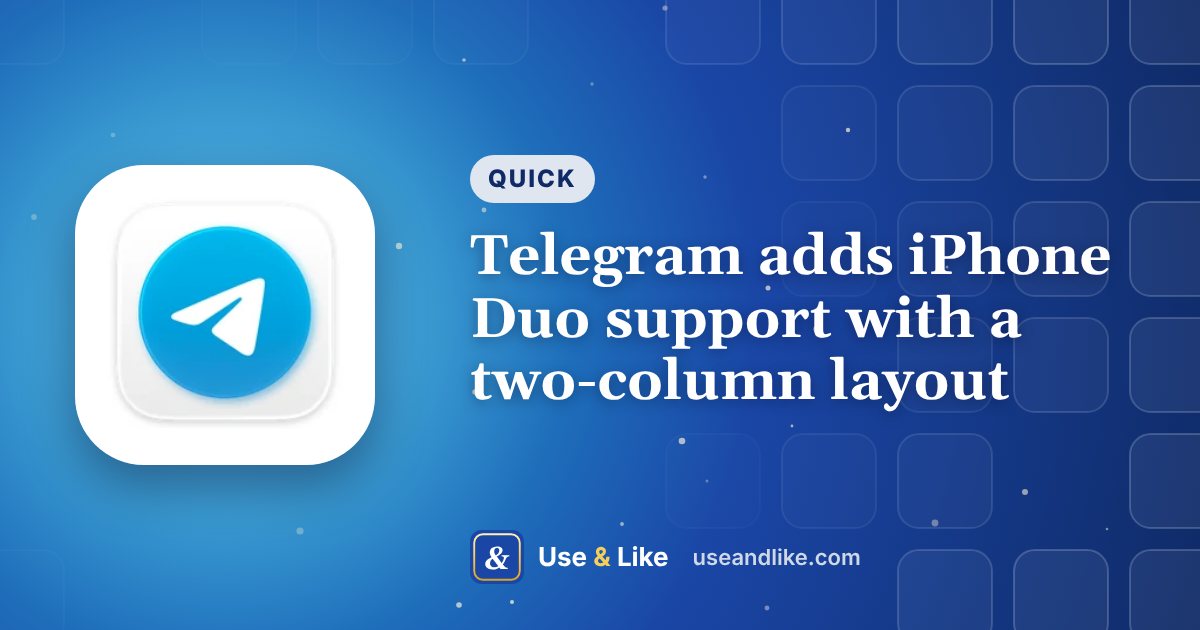 QUICK
Telegram adds iPhone
Duo support with a
two-column layout
& Use & Like useandlike.com